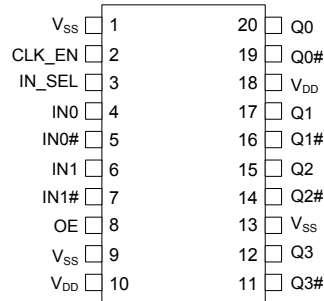 V_SS 1 20 Q0
CLK_EN 2 19 Q0#
IN_SEL 3 18 V_DD
IN0 4 17 Q1
IN0# 5 16 Q1#
IN1 6 15 Q2
IN1# 7 14 Q2#
OE 8 13 V_SS
V_SS 9 12 Q3
V_DD 10 11 Q3#